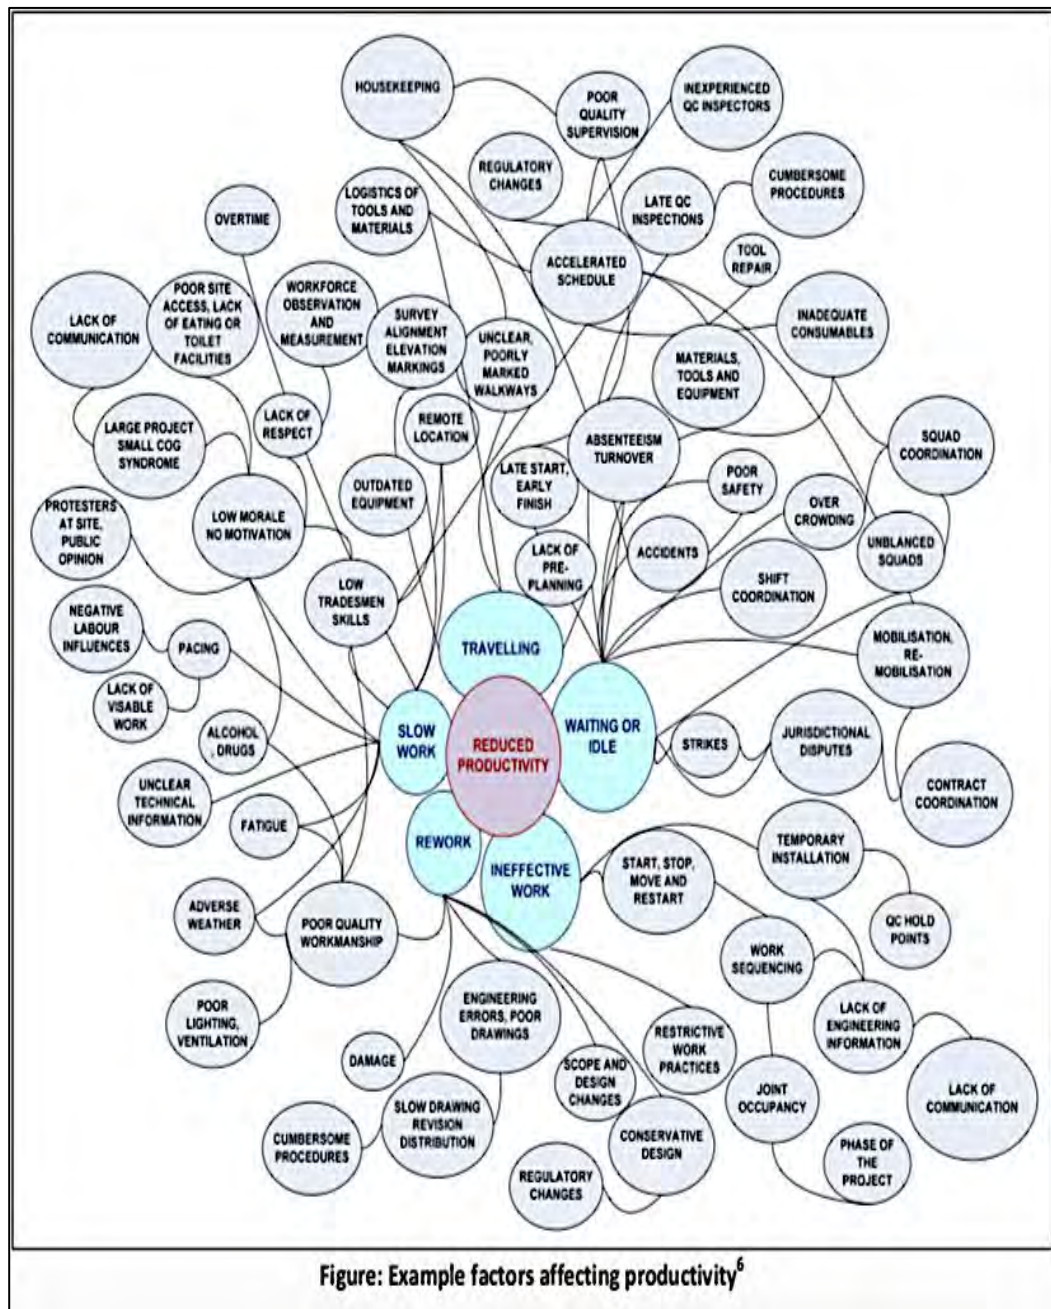 HOUSEKEEPING
POOR
QUALITY
SUPERVISION
INEXPERIENCED
QC INSPECTORS
REGULATORY
CHANGES
CUMBERSOME
PROCEDURES
LOGISTICS OF
TOOLS AND
MATERIALS
LATE QC
INSPECTIONS
OVERTIME
ACCELERATED
SCHEDULE
TOOL
REPAIR
LACK OF
COMMUNICATION
POOR SITE
ACCESS, LACK
OF EATING OR
TOILET
FACILITIES
WORKFORCE
OBSERVATION
AND
MEASUREMENT
SURVEY
ALIGNMENT
ELEVATION
MARKINGS
UNCLEAR,
POORLY
MARKED
WALKWAYS
INADEQUATE
CONSUMABLES
MATERIALS,
TOOLS AND
EQUIPMENT
LARGE PROJECT
SMALL COG
SYNDROME
LACK OF
RESPECT
REMOTE
LOCATION
ABSENTEEISM
TURNOVER
SQUAD
COORDINATION
LATE START,
EARLY
FINISH
POOR
SAFETY
OUTDATED
EQUIPMENT
OVER
CROWDING
PROTESTERS
AT SITE,
PUBLIC
OPINION
LOW MORALE
NO MOTIVATION
LACK OF
PRE-
PLANNING
ACCIDENTS
UNBLANCED
SQUADS
SHIFT
COORDINATION
LOW
TRADESMEN
SKILLS
NEGATIVE
LABOUR
INFLUENCES
PACING
TRAVELLING
MOBILISATION,
RE-
MOBILISATION
LACK OF
VISABLE
WORK
ALCOHOL
, DRUGS
SLOW
WORK
REDUCED
PRODUCTIVITY
WAITING OR
IDLE
STRIKES
JURISDICTIONAL
DISPUTES
UNCLEAR
TECHNICAL
INFORMATION
CONTRACT
COORDINATION
FATIGUE
REWORK
INEFFECTIVE
WORK
START, STOP,
MOVE AND
RESTART
TEMPORARY
INSTALLATION
ADVERSE
WEATHER
POOR QUALITY
WORKMANSHIP
QC HOLD
POINTS
WORK
SEQUENCING
POOR
LIGHTING,
VENTILATION
ENGINEERING
ERRORS, POOR
DRAWINGS
LACK OF
ENGINEERING
INFORMATION
RESTRICTIVE
WORK
PRACTICES
DAMAGE
SCOPE AND
DESIGN
CHANGES
JOINT
OCCUPANCY
LACK OF
COMMUNICATION
SLOW DRAWING
REVISION
DISTRIBUTION
CUMBERSOME
PROCEDURES
CONSERVATIVE
DESIGN
PHASE OF
THE
PROJECT
REGULATORY
CHANGES
Figure: Example factors affecting productivity6